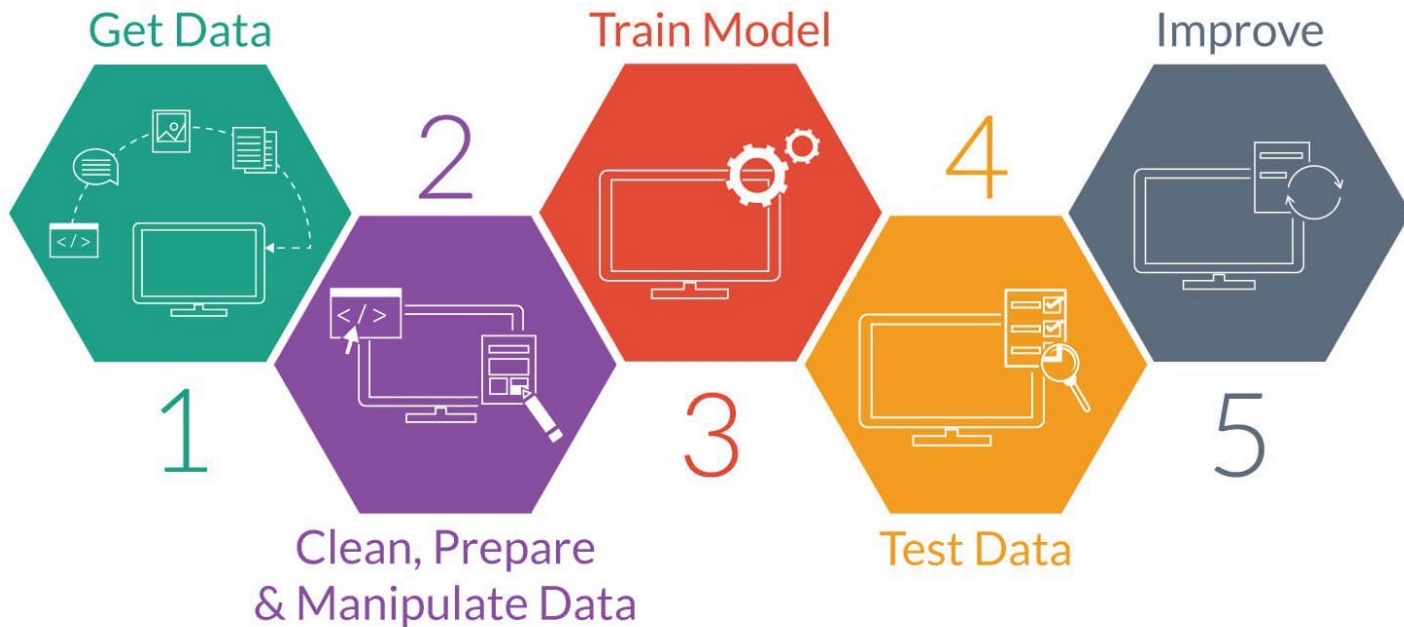 Get Data
1
</>
2
</>
Clean, Prepare
& Manipulate Data
Train Model
3
4
Test Data
Improve
5